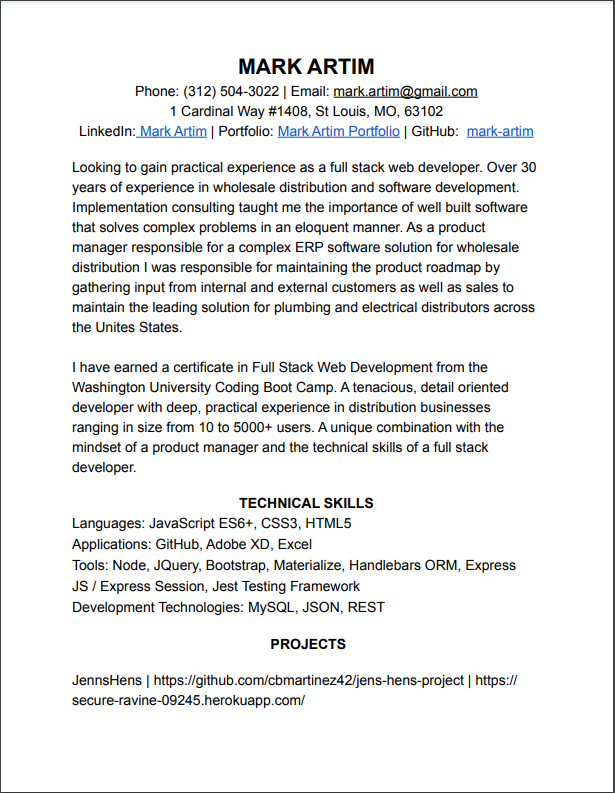 MARK ARTIM
Phone: (312) 504-3022 | Email: mark.artim@gmail.com
1 Cardinal Way #1408, St Louis, MO, 63102
LinkedIn: Mark Artim | Portfolio: Mark Artim Portfolio | GitHub: mark-artim
Looking to gain practical experience as a full stack web developer. Over 30
years of experience in wholesale distribution and software development.
Implementation consulting taught me the importance of well built software
that solves complex problems in an eloquent manner. As a product
manager responsible for a complex ERP software solution for wholesale
distribution I was responsible for maintaining the product roadmap by
gathering input from internal and external customers as well as sales to
maintain the leading solution for plumbing and electrical distributors across
the Unites States.
I have earned a certificate in Full Stack Web Development from the
Washington University Coding Boot Camp. A tenacious, detail oriented
developer with deep, practical experience in distribution businesses
ranging in size from 10 to 5000+ users. A unique combination with the
mindset of a product manager and the technical skills of a full stack
developer.
TECHNICAL SKILLS
Languages: JavaScript ES6+, CSS3, HTML5
Applications: GitHub, Adobe XD, Excel
Tools: Node, JQuery, Bootstrap, Materialize, Handlebars ORM, Express
JS / Express Session, Jest Testing Framework
Development Technologies: MySQL, JSON, REST
PROJECTS
JennsHens | https://github.com/cbmartinez42/jens-hens-project | https://
secure-ravine-09245.herokuapp.com/